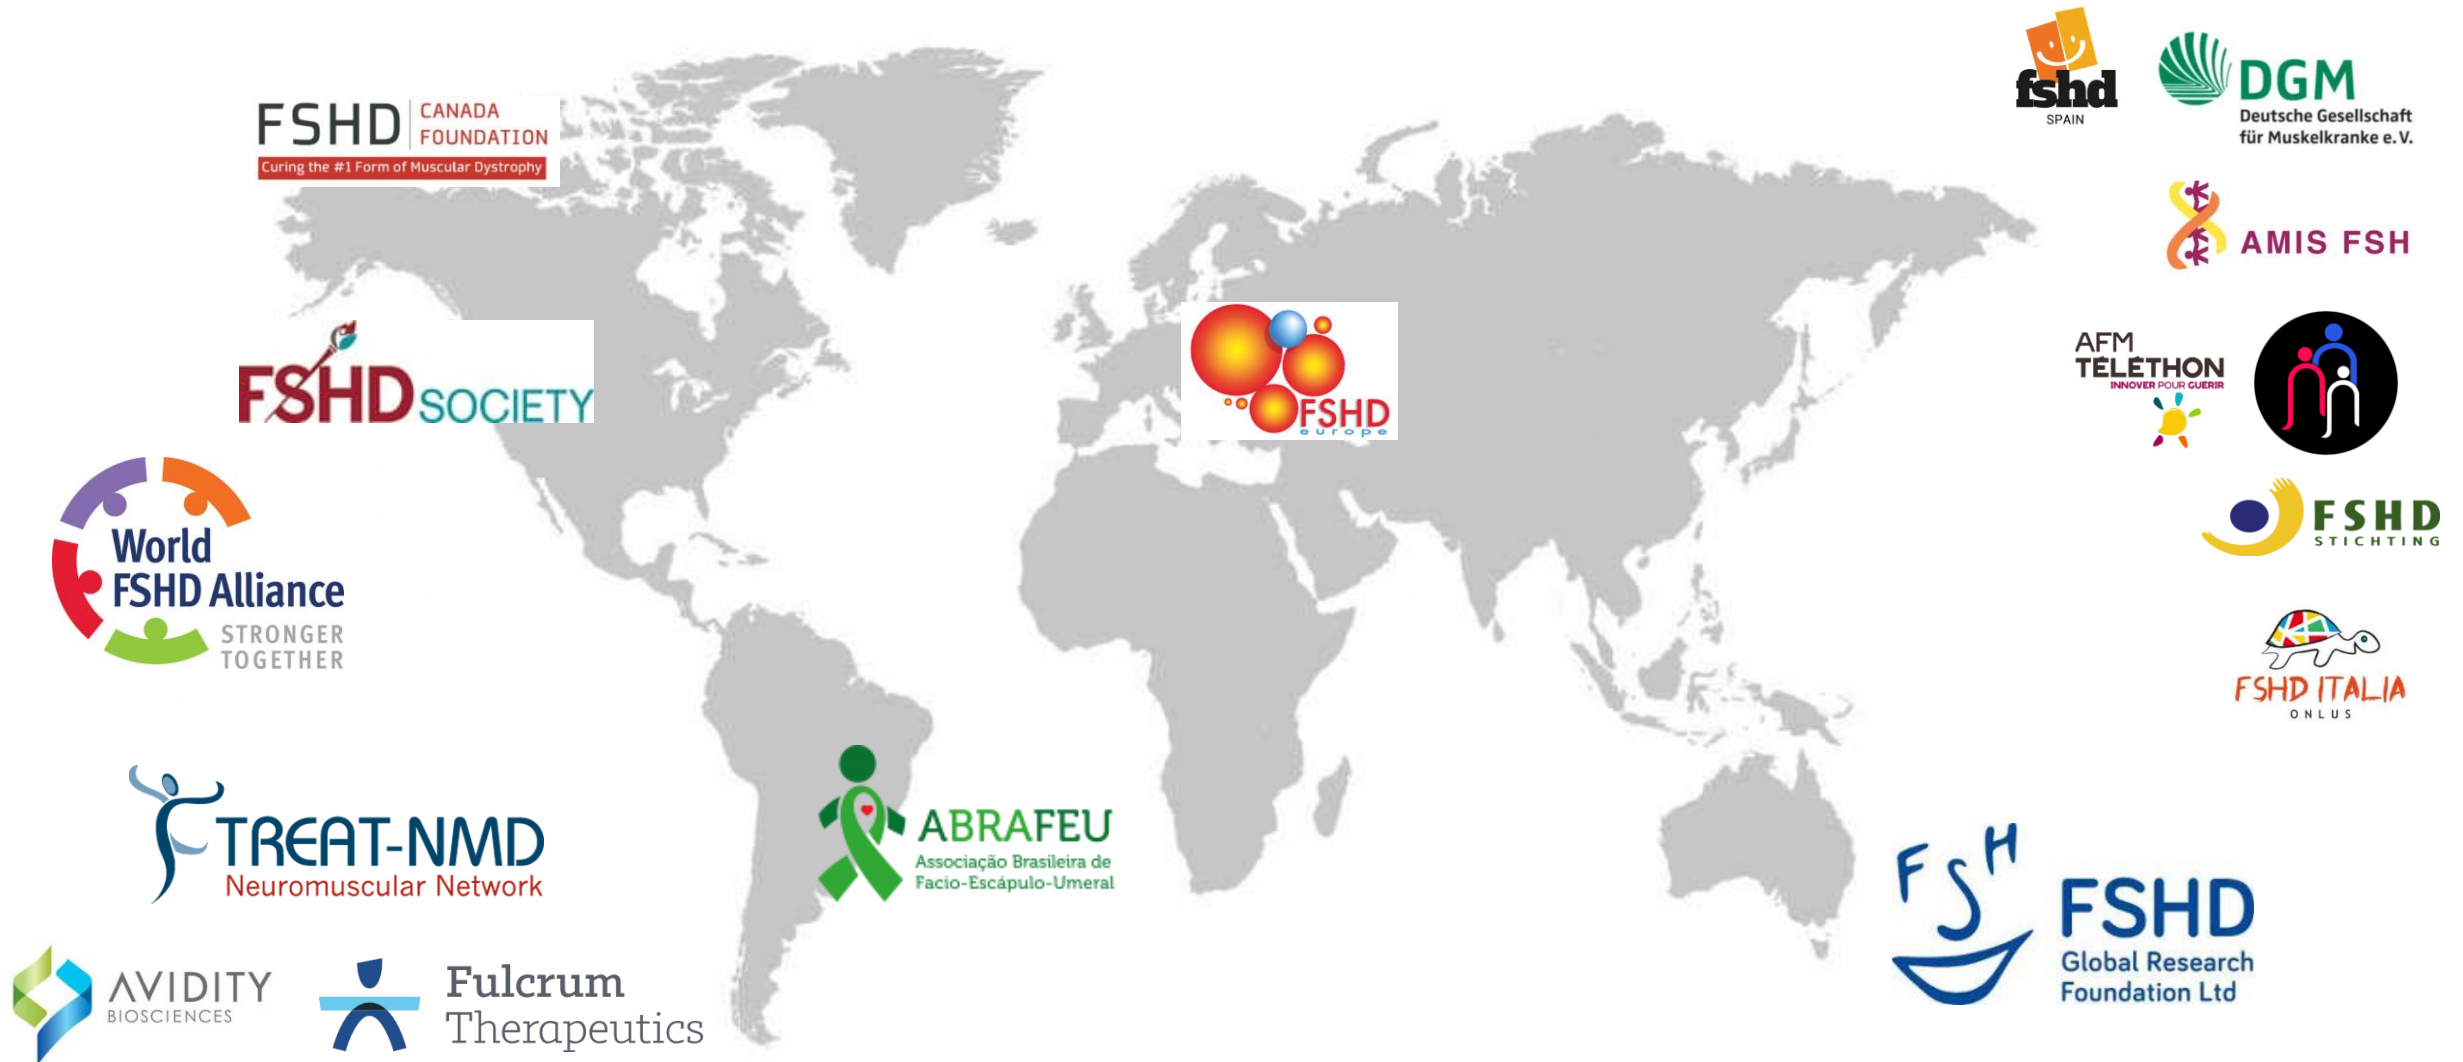 FSHD
CANADA
FOUNDATION
Curing the #1 Form of Muscular Dystrophy
FSHD SOCIETY
World
FSHD Alliance
STRONGER
TOGETHER
TREAT-NMD
Neuromuscular Network
AVIDITY
BIOSCIENCES
Fulcrum
Therapeutics
ABRAFEU
Associação Brasileira de
Facio-Escápulo-Umeral
FSHD
europe
fshd
SPAIN
DGM
Deutsche Gesellschaft
für Muskelkranke e.V.
AMIS FSH
AFM
TÉLÉTHON
INNOVER POUR GUÉRIR
FSHD
STICHTING
FSHD ITALIA
ONLUS
FSH
FSHD
Global Research
Foundation Ltd